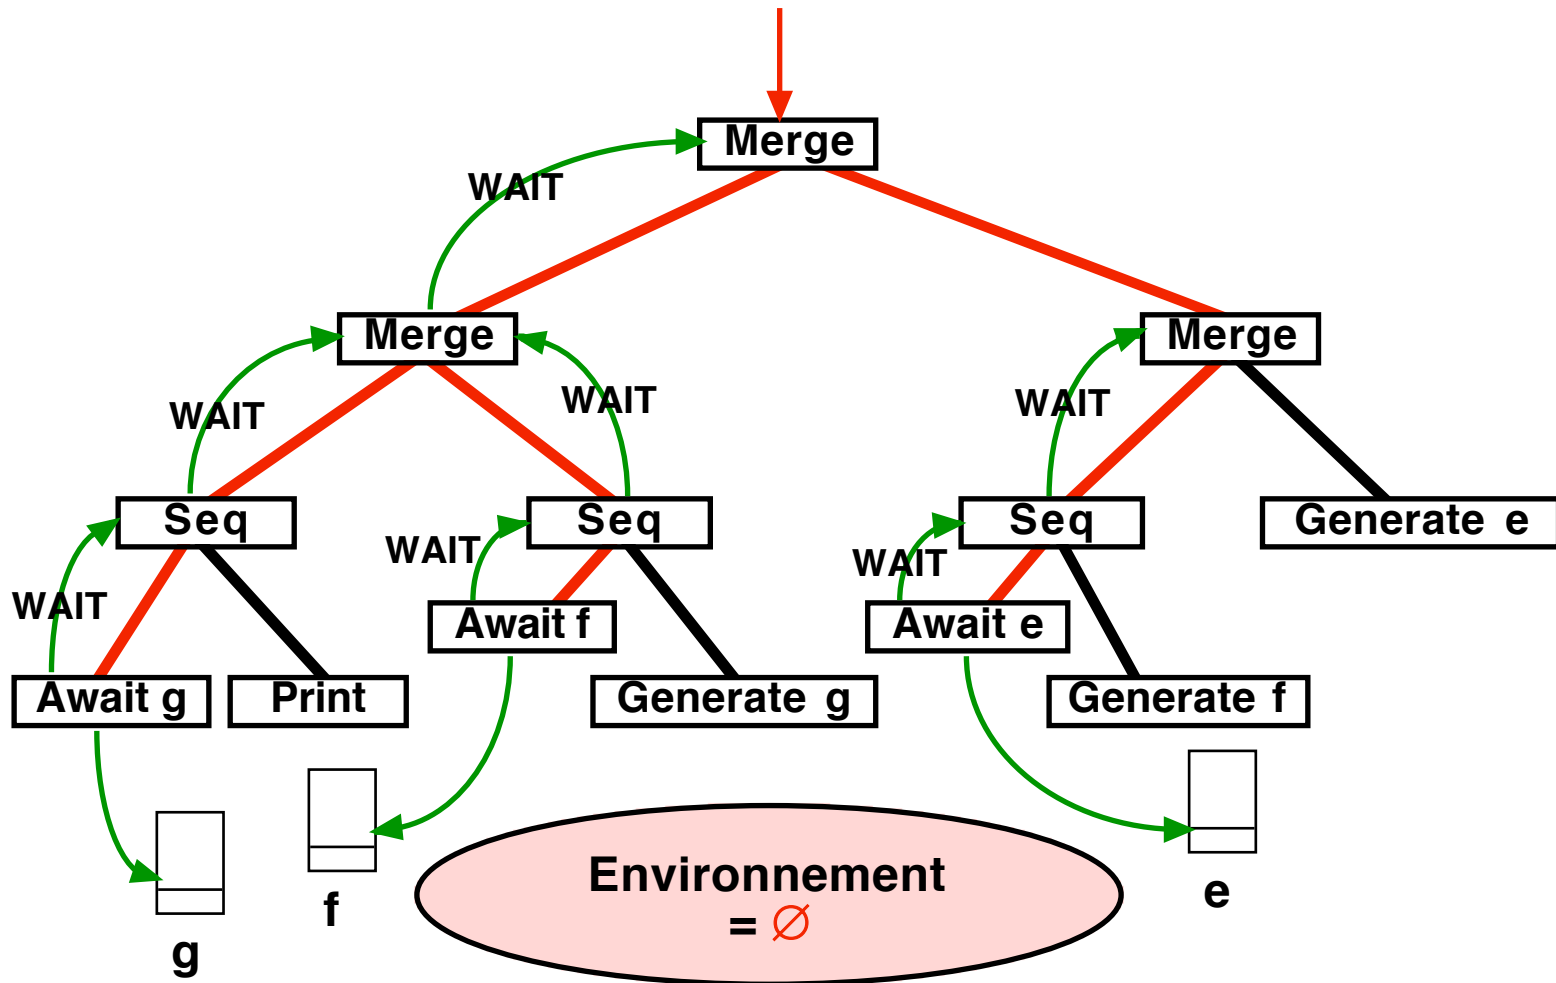 Merge
WAIT
Merge
Merge
WAIT
WAIT
WAIT
Seq
Seq
Seq
Generate e
WAIT
WAIT
WAIT
Await f
Await e
Await g
Print
Generate g
Generate f
Environnement
= ∅
e
f
g